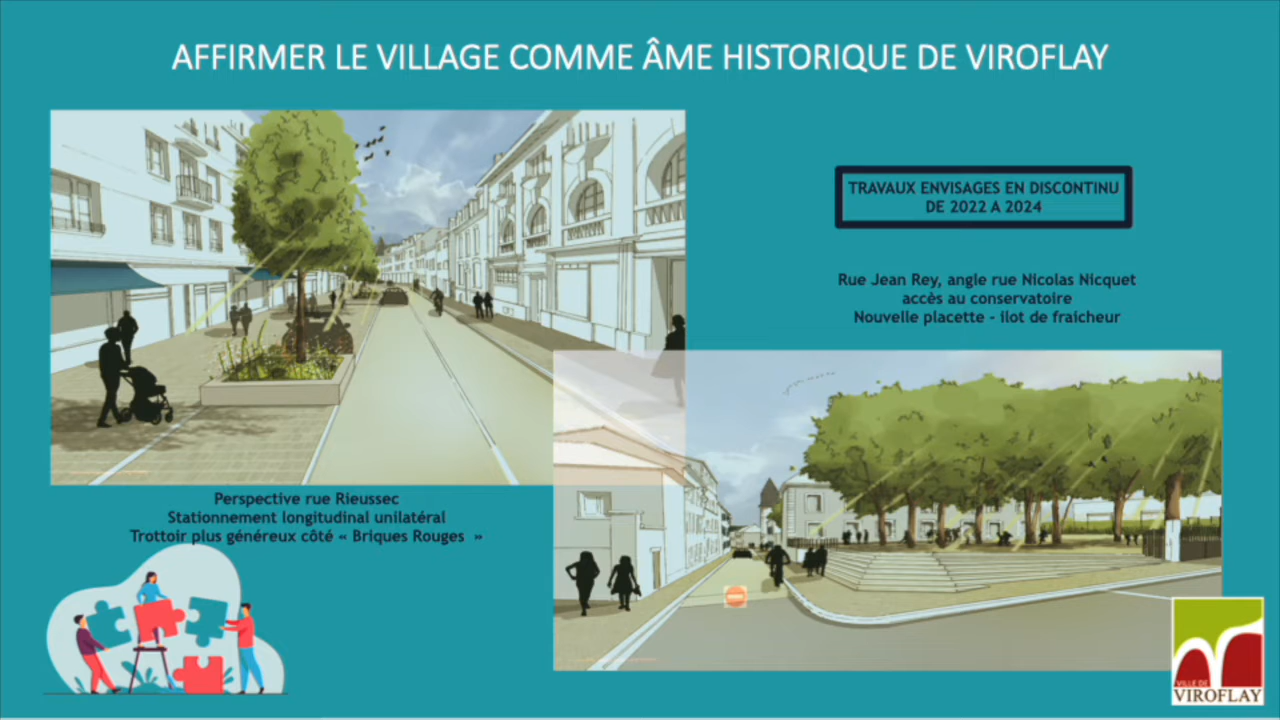 AFFIRMER LE VILLAGE COMME ÂME HISTORIQUE DE VIROFLAY
TRAVAUX ENVISAGES EN DISCONTINU
DE 2022 A 2024
Rue Jean Rey, angle rue Nicolas Nicquet
accès au conservatoire
Nouvelle placette - ilot de fraicheur
Perspective rue Rieussec
Stationnement longitudinal unilatéral
Trottoir plus généreux côté « Briques Rouges »
VILLE DE
VIROFLAY